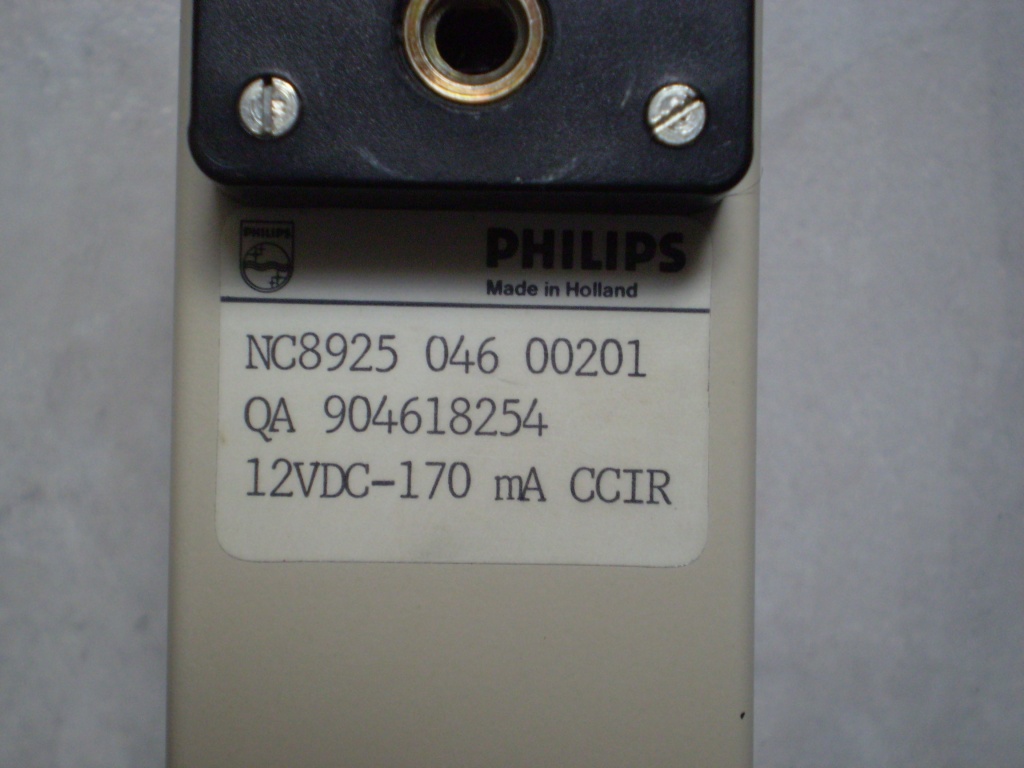 PHILIPS
PHILIPS
Made in Holland
NC8925 046 00201
QA 904618254
12VDC-170 mA CCIR